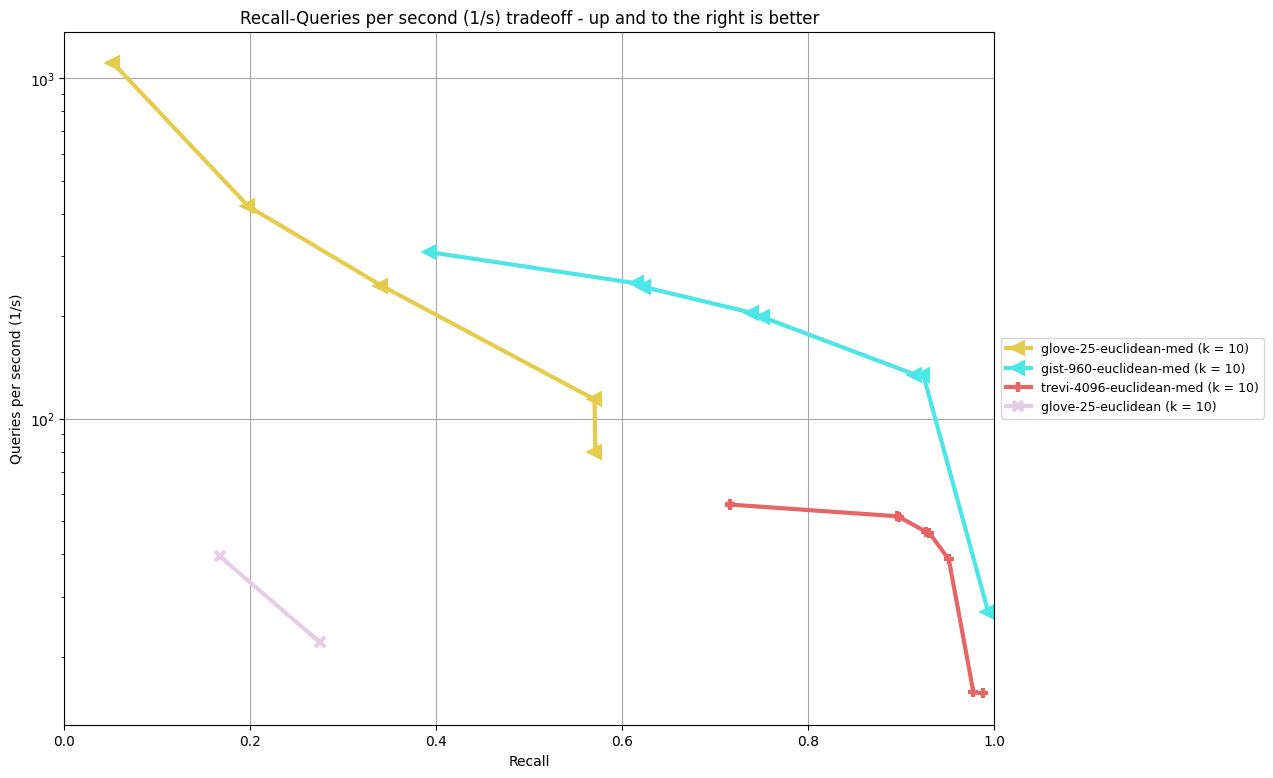 Recall-Queries per second (1/s) tradeoff - up and to the right is better
Queries per second (1/s)
10³
10²
0.0 0.2 0.4 0.6 0.8 1.0
Recall
glove-25-euclidean-med (k = 10)
gist-960-euclidean-med (k = 10)
trevi-4096-euclidean-med (k = 10)
glove-25-euclidean (k = 10)